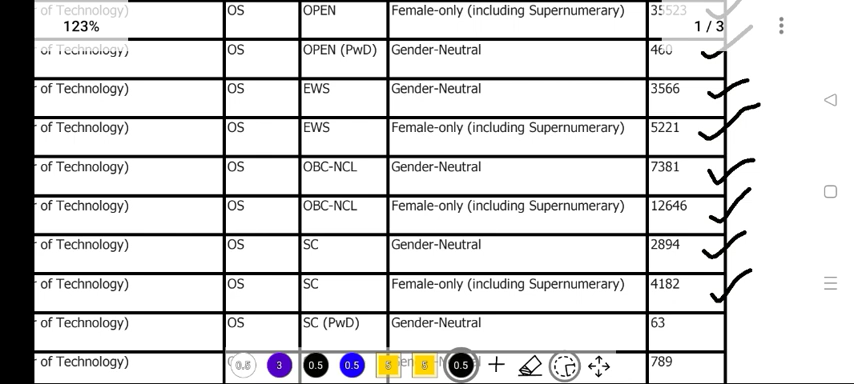 of Technology) OS OPEN Female-only (including Supernumerary) 35523
123% 1 / 3
of Technology) OS OPEN (PwD) Gender-Neutral 460
of Technology) OS EWS Gender-Neutral 3566
of Technology) OS EWS Female-only (including Supernumerary) 5221
of Technology) OS OBC-NCL Gender-Neutral 7381
of Technology) OS OBC-NCL Female-only (including Supernumerary) 12646
of Technology) OS SC Gender-Neutral 2894
of Technology) OS SC Female-only (including Supernumerary) 4182
of Technology) OS SC (PwD) Gender-Neutral 63
of Technology) 789
0.5 3 0.5 0.5 5 5 0.5